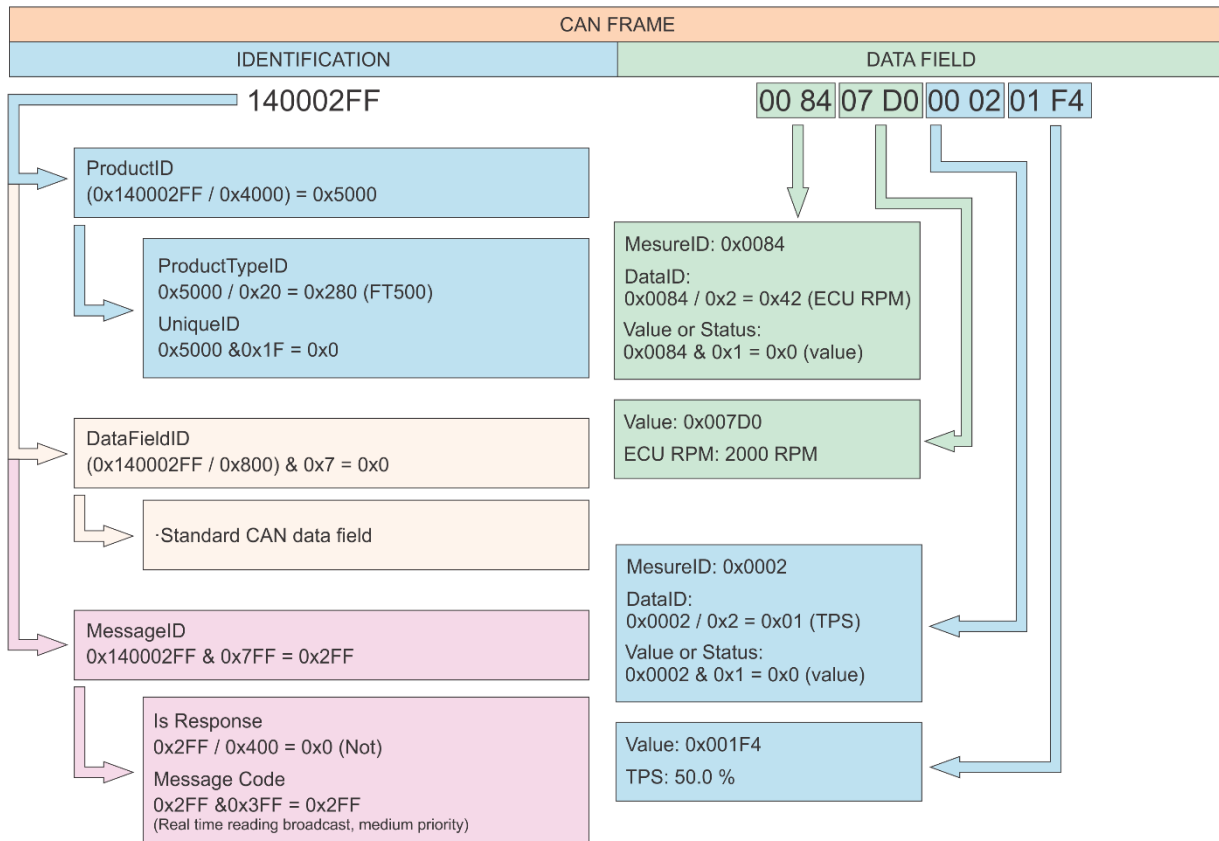 CAN FRAME
IDENTIFICATION
DATA FIELD
140002FF
00 84 07 D0 00 02 01 F4
ProductID
(0x140002FF / 0x4000) = 0x5000
ProductTypeID
0x5000 / 0x20 = 0x280 (FT500)
UniqueID
0x5000 &0x1F = 0x0
DataFieldID
(0x140002FF / 0x800) & 0x7 = 0x0
·Standard CAN data field
MessageID
0x140002FF & 0x7FF = 0x2FF
Is Response
0x2FF / 0x400 = 0x0 (Not)
Message Code
0x2FF &0x3FF = 0x2FF
(Real time reading broadcast, medium priority)
MesureID: 0x0084
DataID:
0x0084 / 0x2 = 0x42 (ECU RPM)
Value or Status:
0x0084 & 0x1 = 0x0 (value)
Value: 0x007D0
ECU RPM: 2000 RPM
MesureID: 0x0002
DataID:
0x0002 / 0x2 = 0x01 (TPS)
Value or Status:
0x0002 & 0x1 = 0x0 (value)
Value: 0x001F4
TPS: 50.0 %